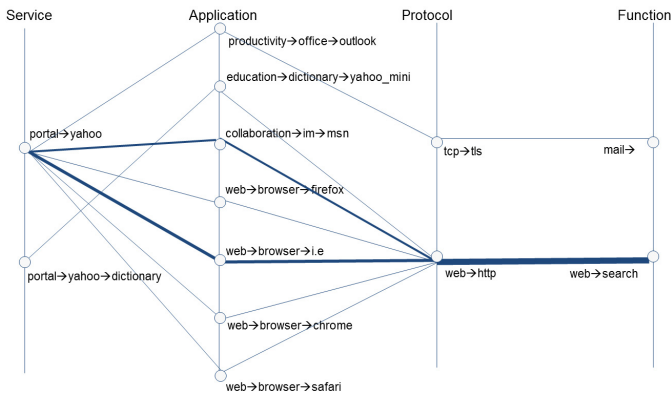 Service
Application
Protocol
Function
productivity→office→outlook
education→dictionary→yahoo_mini
portal→yahoo
collaboration→im→msn
tcp→tls
mail→
web→browser→firefox
web→browser→i.e
portal→yahoo→dictionary
web→http
web→search
web→browser→chrome
web→browser→safari